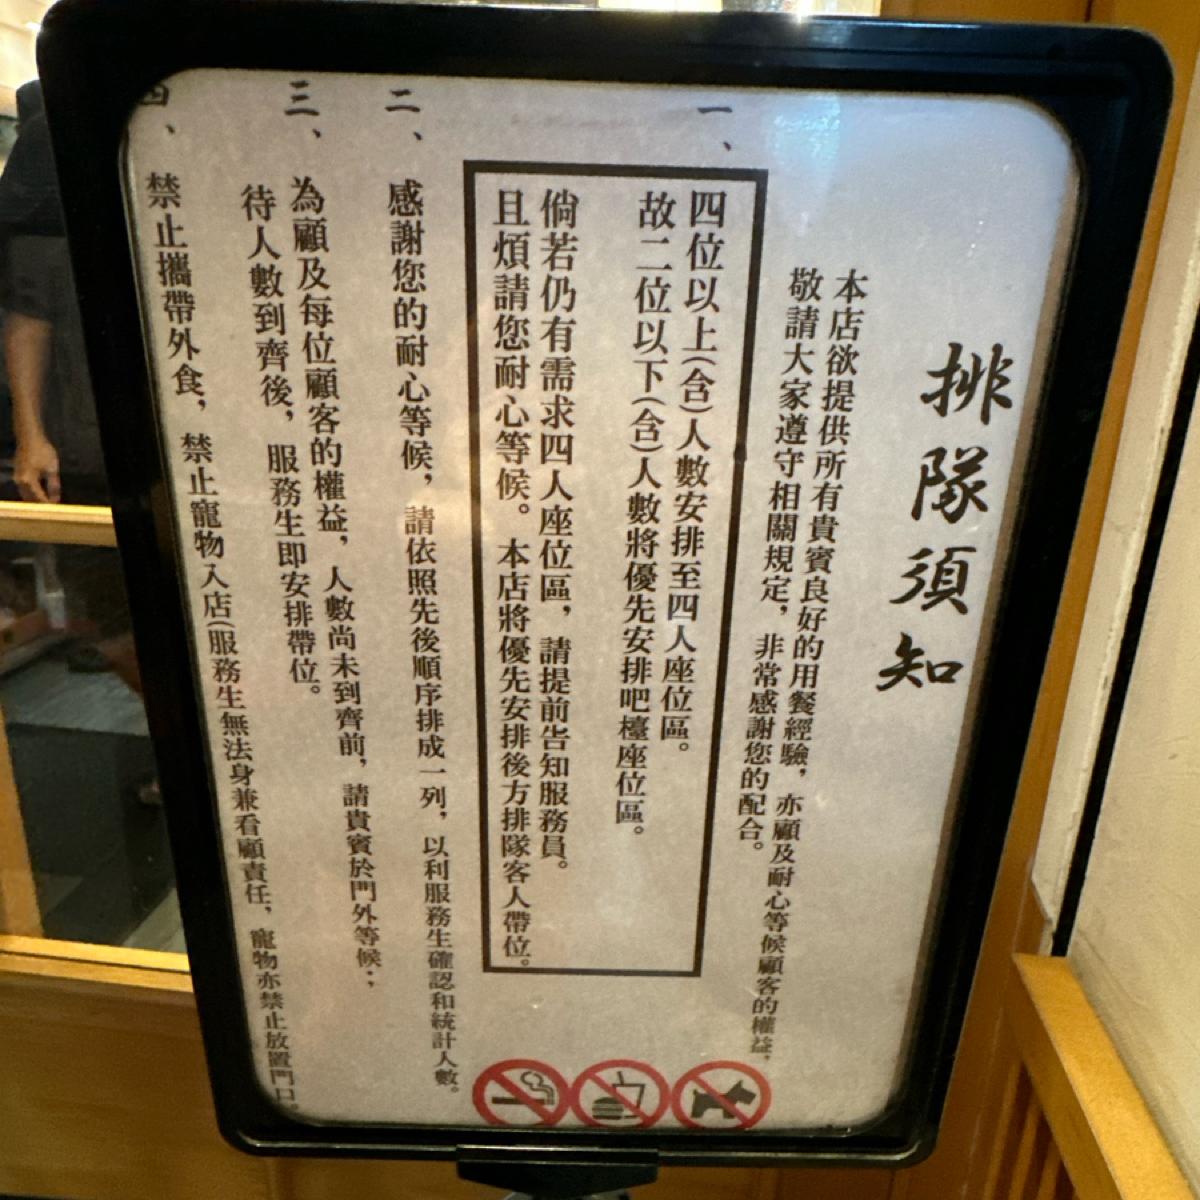 排隊須知
本店欲提供所有貴賓良好的用餐經驗，亦顧及耐心等候顧客的權益，
敬請大家遵守相關規定，非常感謝您的配合。
一、四位以上(含)人數安排至四人座位區。
故二位以下(含)人數將優先安排吧檯座位區。
倘若仍有需求四人座位區，請提前告知服務員。
且煩請您耐心等候。本店將優先安排後方排隊客人帶位。
二、感謝您的耐心等候，請依照先後順序排成一列，以利服務生確認和統計人數。
三、為顧及每位顧客的權益，人數尚未到齊前，請貴賓於門外等候；
待人數到齊後，服務生即安排帶位。
四、禁止攜帶外食，禁止寵物入店(服務生無法身兼看顧責任，寵物亦禁止放置門口。